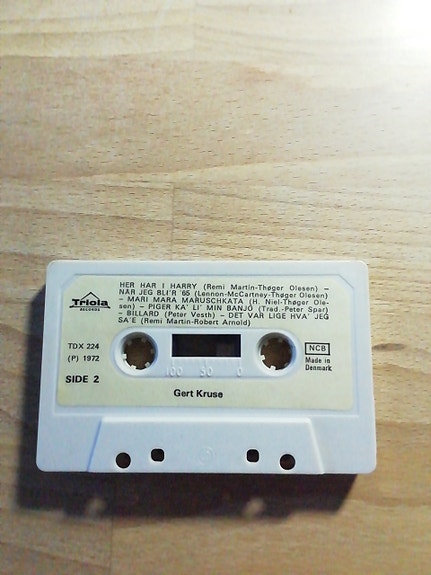 HER HAR I HARRY (Remi Martin-Thøger Olesen) –
NÅR JEG BLI'R '65 (Lennon-McCartney-Thøger Olesen)
– MARI MARA MARUSCHKATA (H. Niel-Thøger Ole-
sen) – PIGER KA' LI' MIN BANJO (Trad.-Peter Spar)
– BILLARD (Peter Vesth) – DET VAR LIGE HVA' JEG
SA'E (Remi Martin-Robert Arnold)
Triola
RECORDS
TDX 224
(P) 1972
SIDE 2
100 50 0
NCB
Made in
Denmark
Gert Kruse